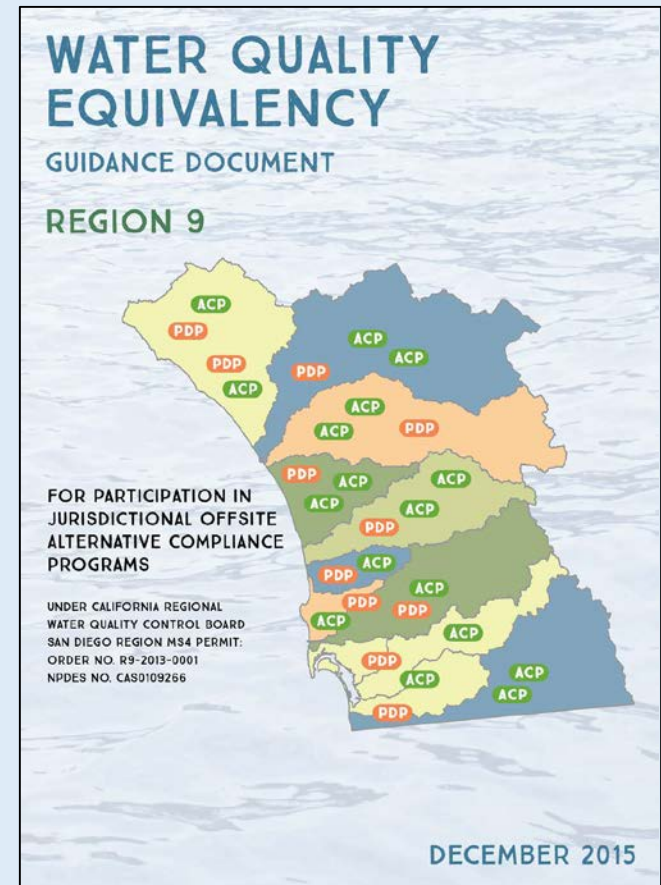 WATER QUALITY
EQUIVALENCY
GUIDANCE DOCUMENT
REGION 9
ACP
PDP
PDP
ACP
ACP
ACP
PDP
ACP
ACP
PDP
PDP
ACP
ACP
ACP
ACP
PDP
ACP
PDP
ACP
PDP
PDP
ACP
ACP
PDP
ACP
ACP
ACP
PDP
FOR PARTICIPATION IN
JURISDICTIONAL OFFSITE
ALTERNATIVE COMPLIANCE
PROGRAMS
UNDER CALIFORNIA REGIONAL
WATER QUALITY CONTROL BOARD
SAN DIEGO REGION MS4 PERMIT:
ORDER NO. R9-2013-0001
NPDES NO. CAS0109266
DECEMBER 2015